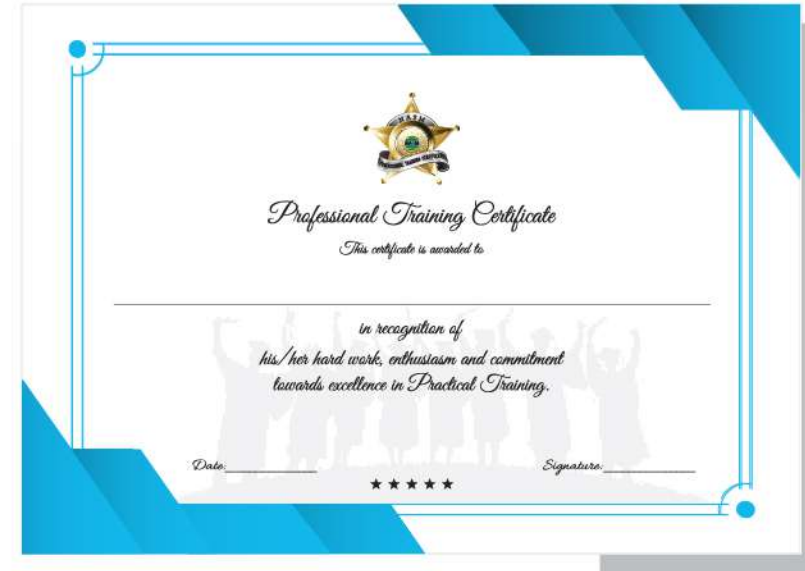 Professional Training Certificate
This certificate is awarded to
in recognition of
his/her hard work, enthusiasm and commitment
towards excellence in Practical Training.
Date:
Signature: